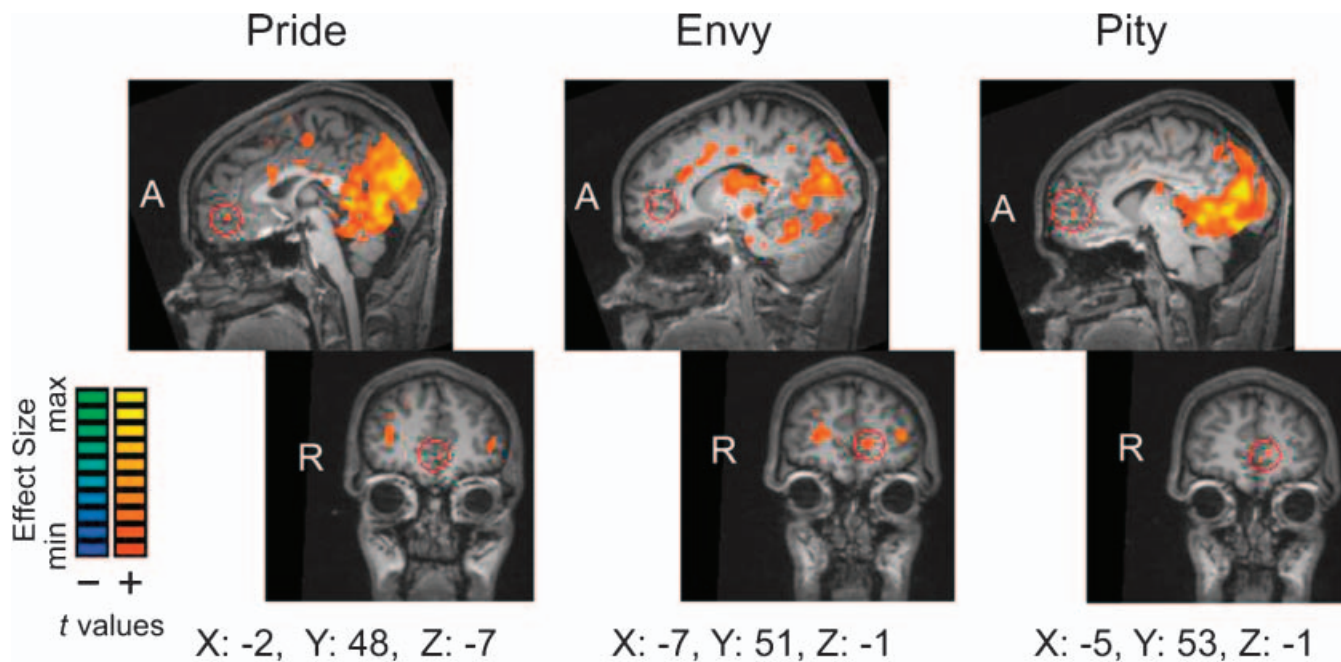 Pride
Envy
Pity
A
A
A
R
R
R
Effect Size
max
min
– +
t values
X: -2, Y: 48, Z: -7
X: -7, Y: 51, Z: -1
X: -5, Y: 53, Z: -1